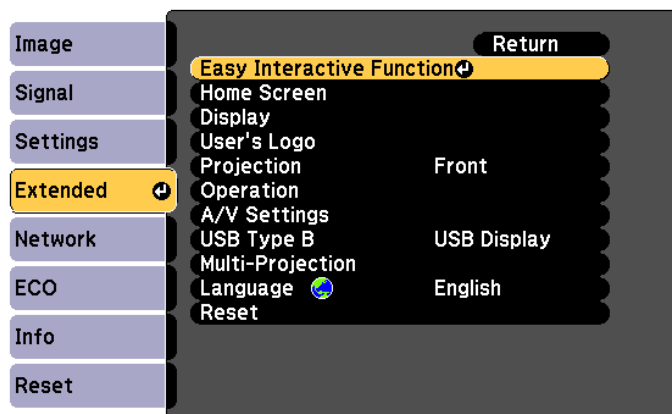 Image
Signal
Settings
Extended
Network
ECO
Info
Reset
Return
Easy Interactive Function
Home Screen
Display
User's Logo
Projection Front
Operation
A/V Settings
USB Type B USB Display
Multi-Projection
Language English
Reset